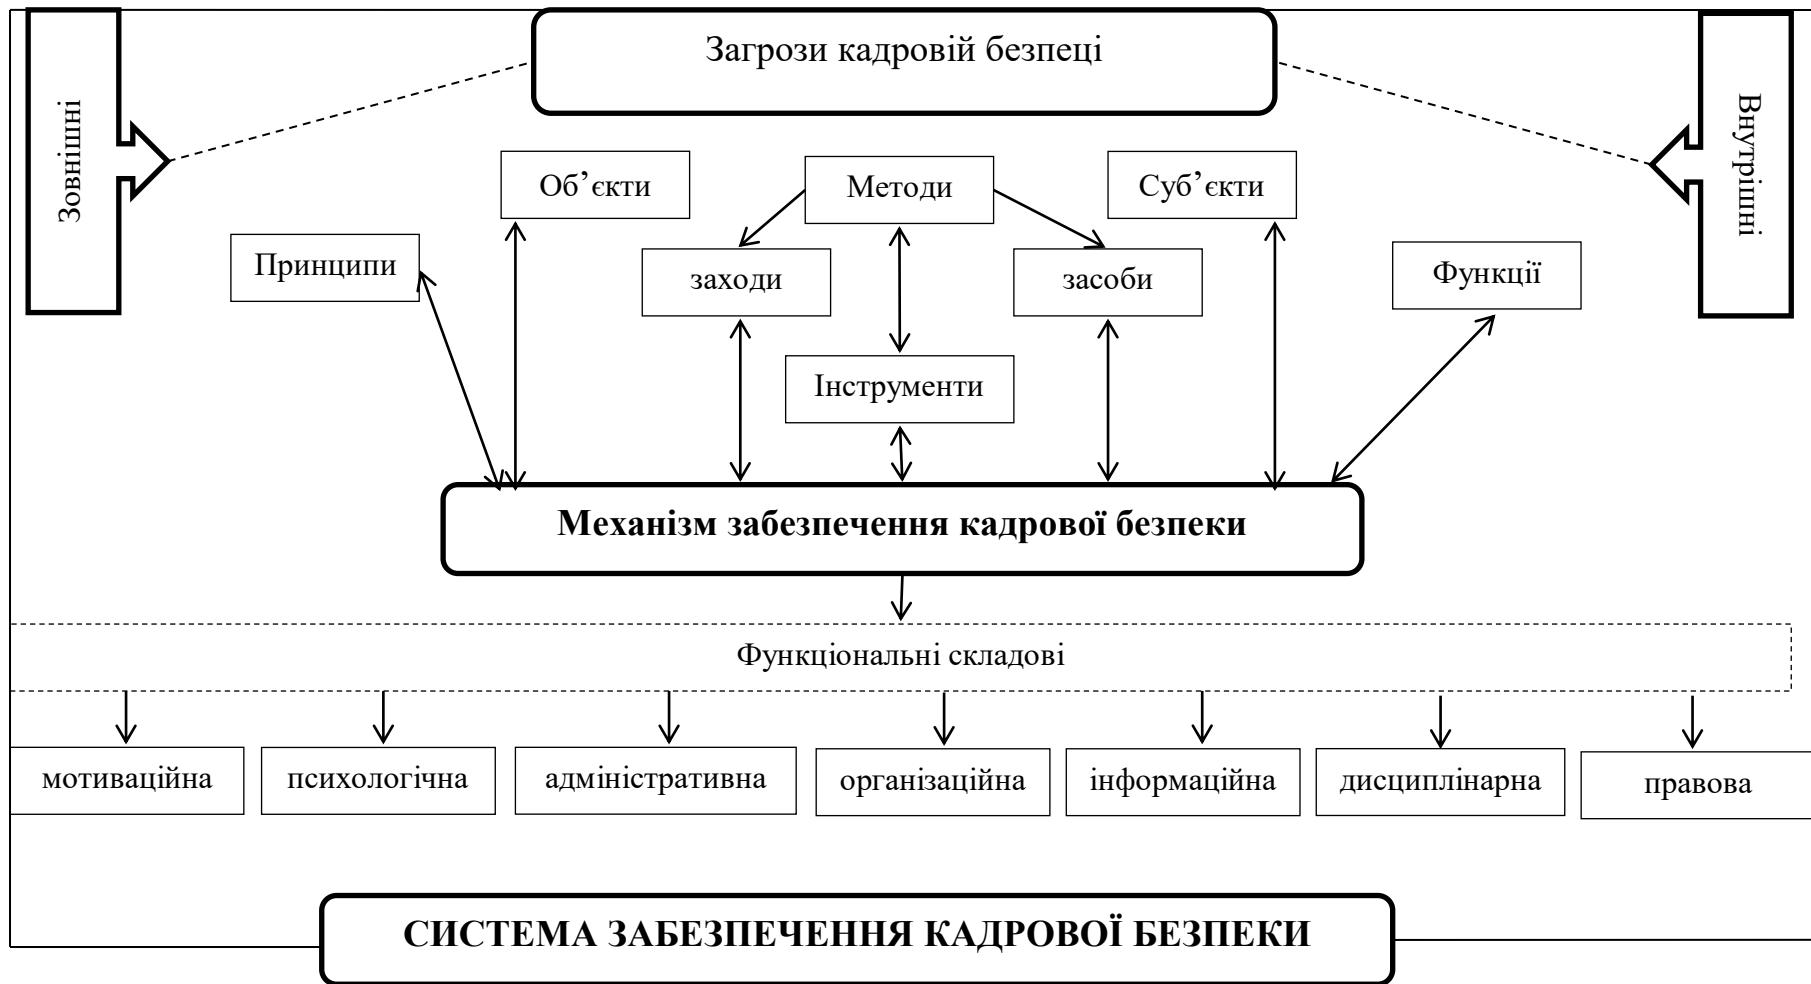 Загрози кадровій безпеці
Зовнішні
Внутрішні
Об’єкти
Методи
Суб’єкти
Принципи
заходи
засоби
Функції
Інструменти
Механізм забезпечення кадрової безпеки
Функціональні складові
мотиваційна
психологічна
адміністративна
організаційна
інформаційна
дисциплінарна
правова
СИСТЕМА ЗАБЕЗПЕЧЕННЯ КАДРОВОЇ БЕЗПЕКИ